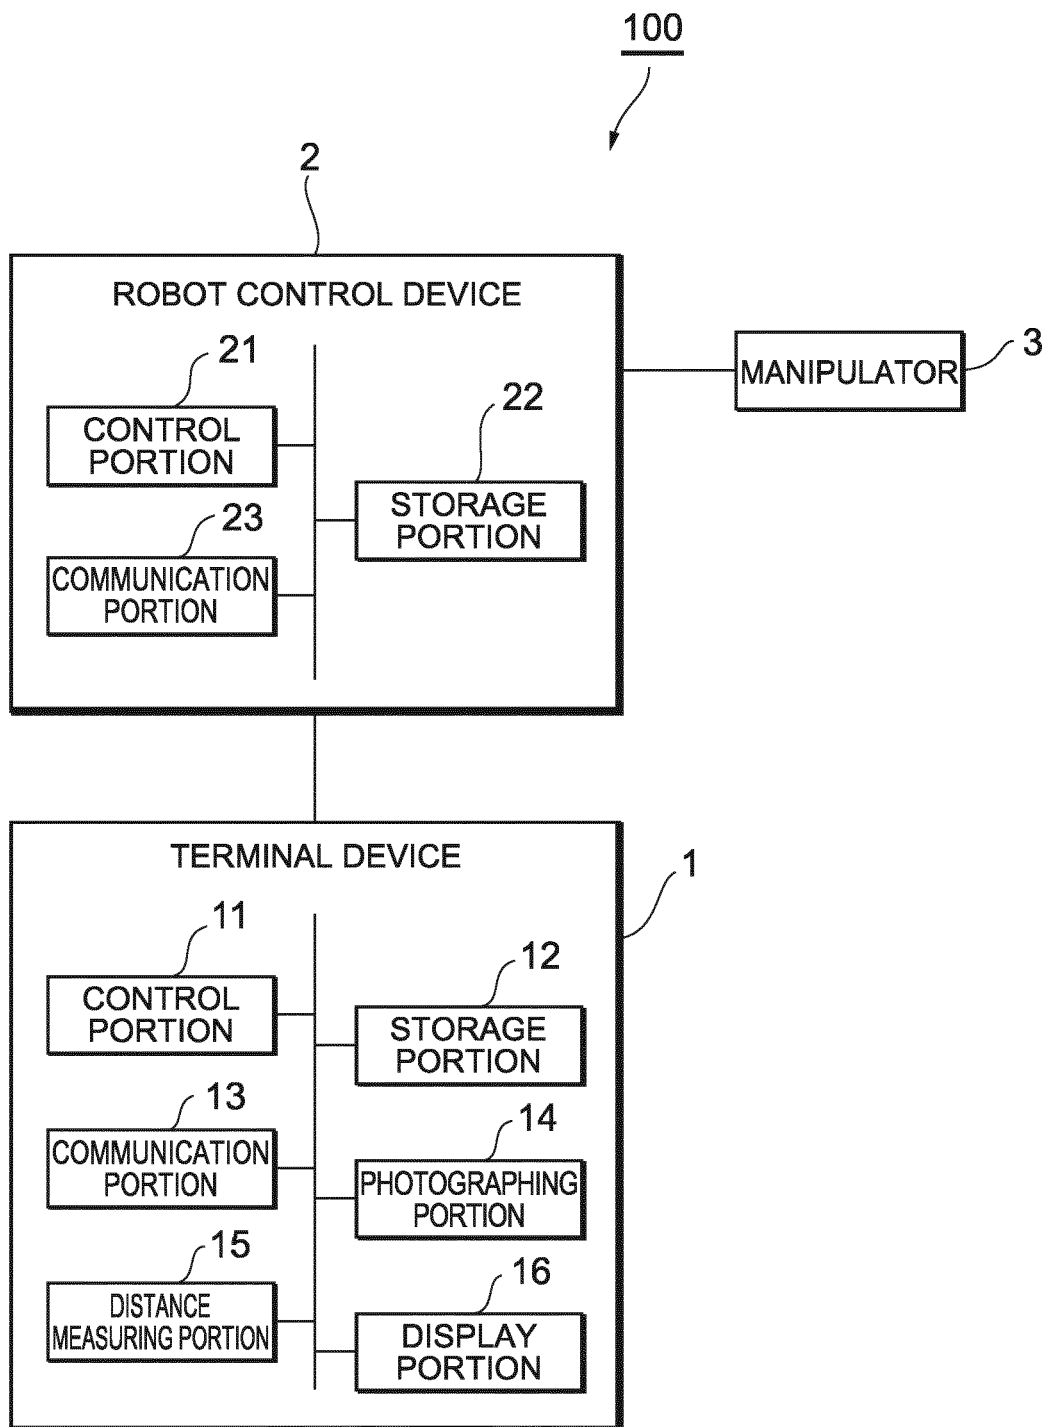 100
2
ROBOT CONTROL DEVICE
21
CONTROL
PORTION
22
STORAGE
PORTION
23
COMMUNICATION
PORTION
MANIPULATOR
3
TERMINAL DEVICE
1
11
CONTROL
PORTION
12
STORAGE
PORTION
13
COMMUNICATION
PORTION
14
PHOTOGRAPHING
PORTION
15
DISTANCE
MEASURING PORTION
16
DISPLAY
PORTION